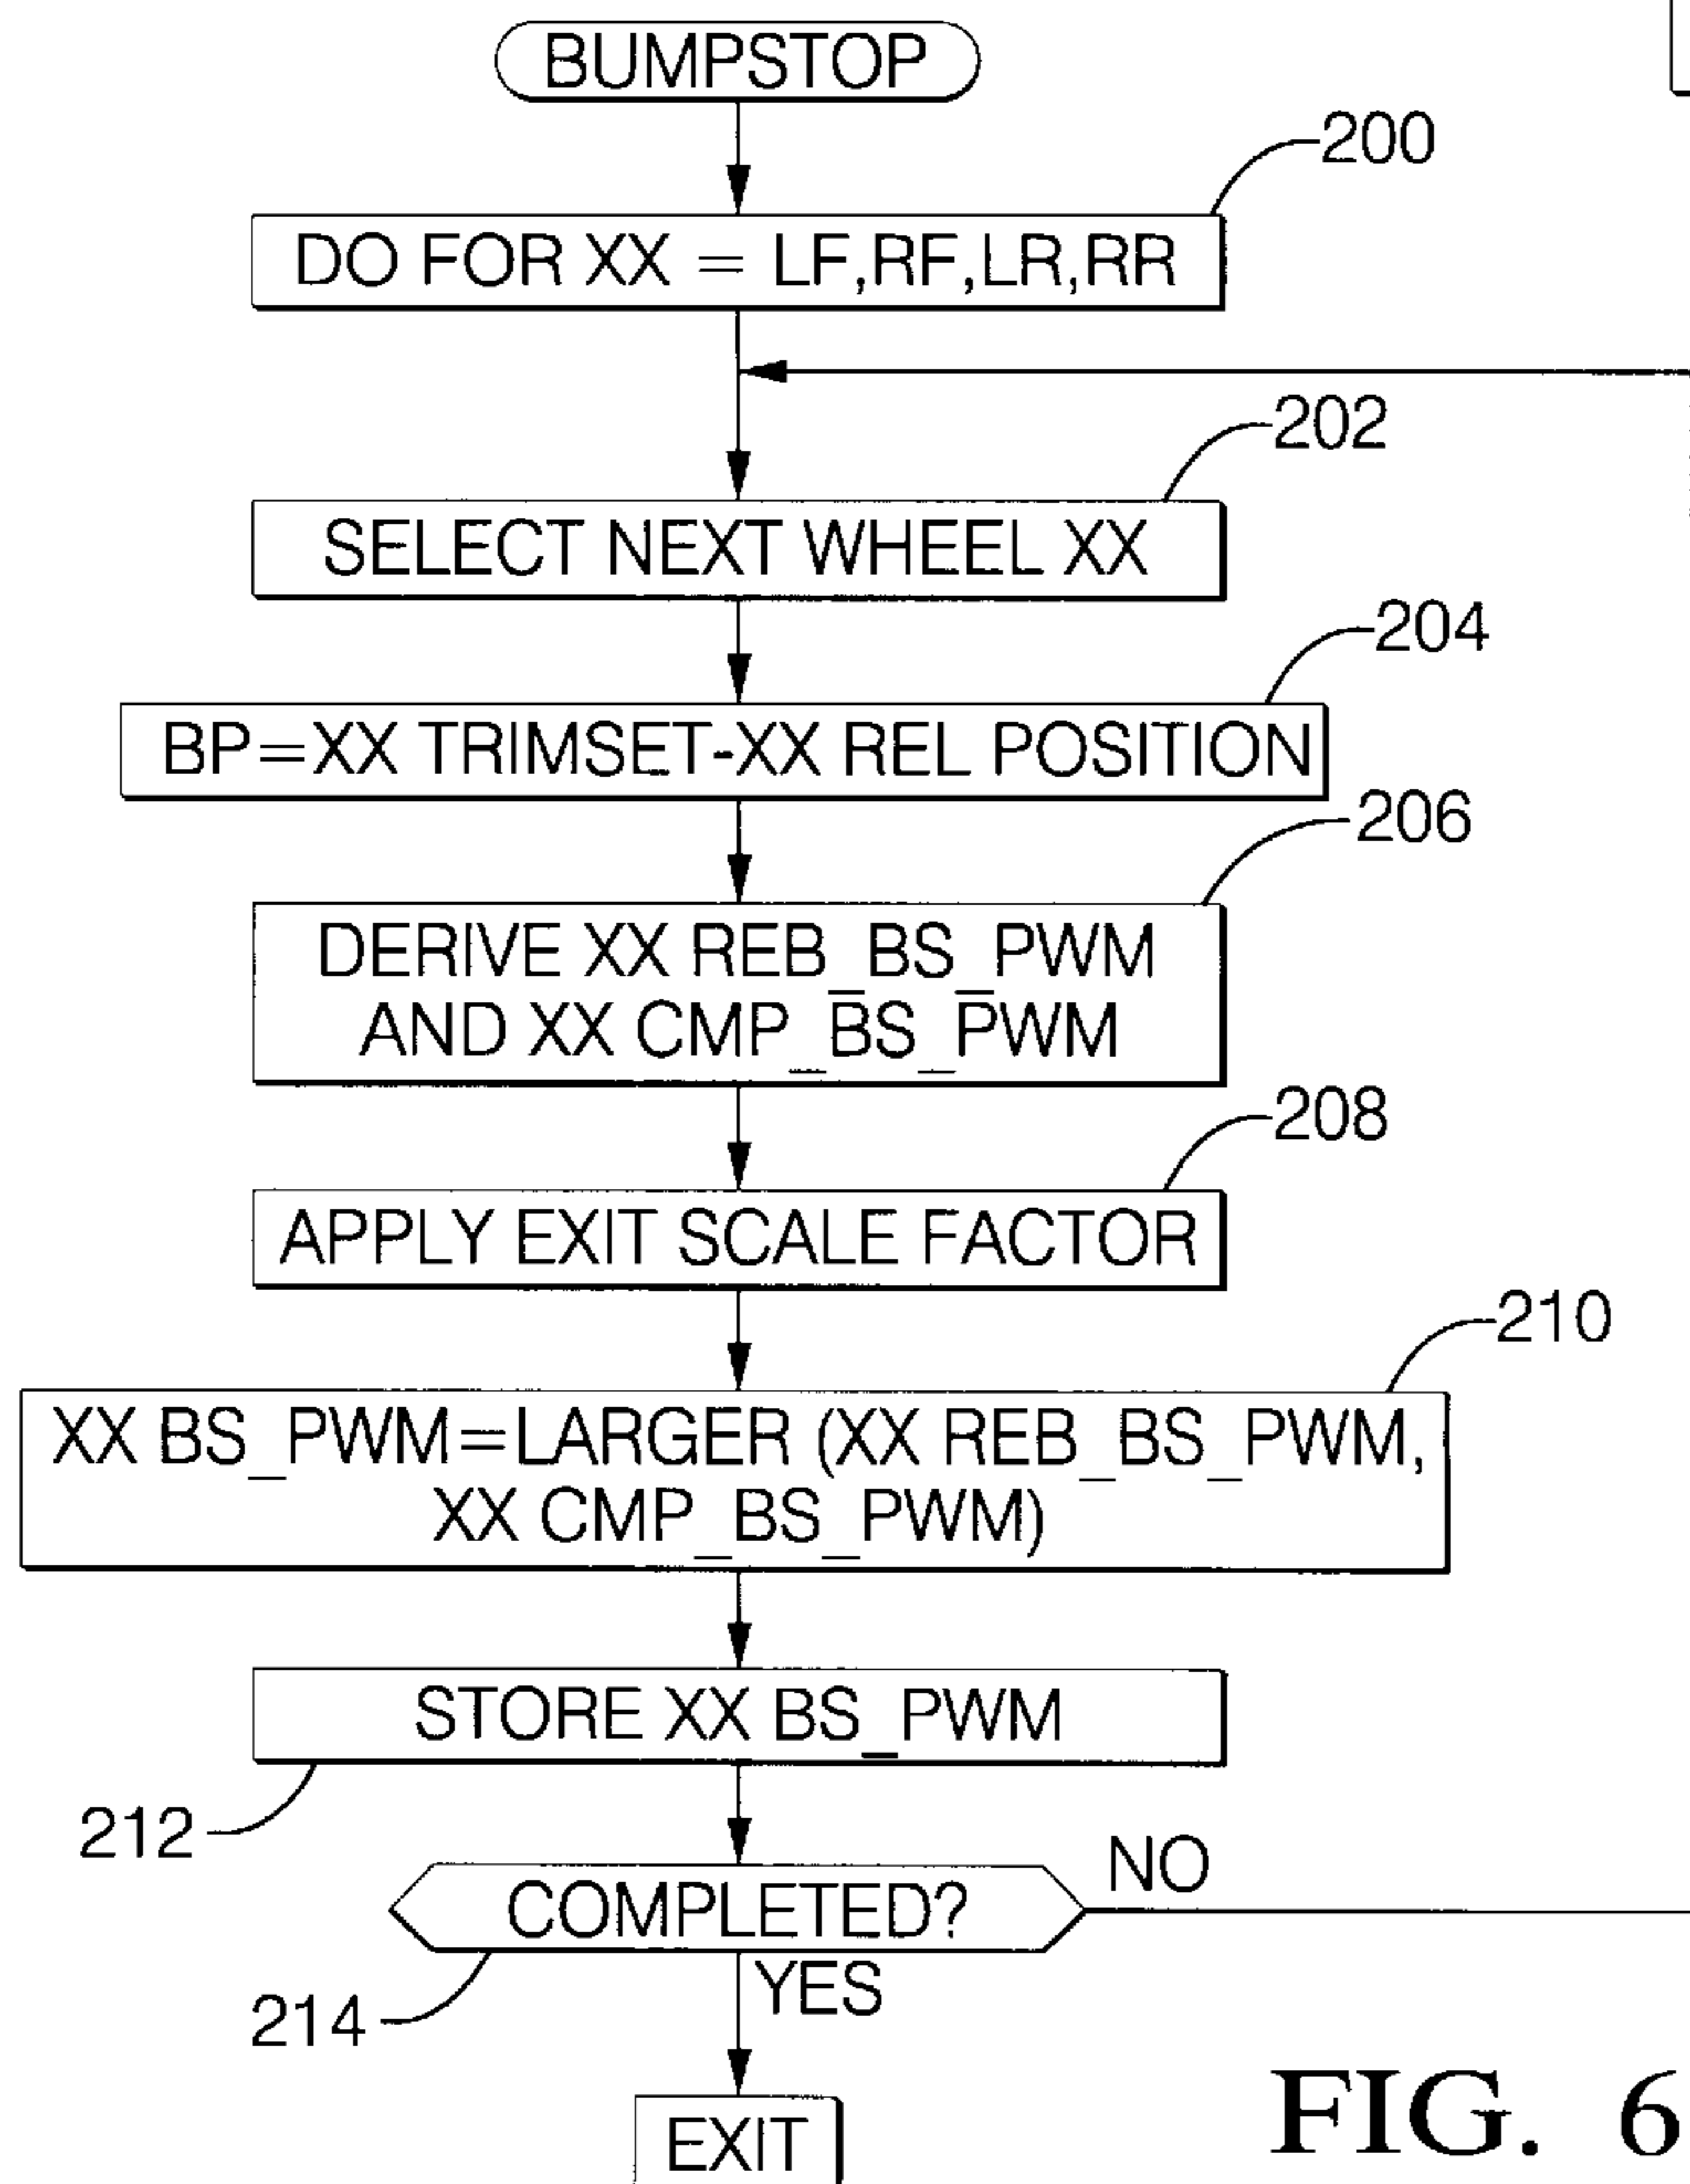 BUMPSTOP
200
DO FOR XX = LF,RF,LR,RR
202
SELECT NEXT WHEEL XX
204
BP=XX TRIMSET-XX REL POSITION
206
DERIVE XX REB_BS_PWM
AND XX CMP_BS_PWM
208
APPLY EXIT SCALE FACTOR
210
XX BS_PWM=LARGER (XX REB_BS_PWM,
XX CMP_BS_PWM)
STORE XX BS_PWM
212
COMPLETED?
NO
YES
214
EXIT
FIG. 6